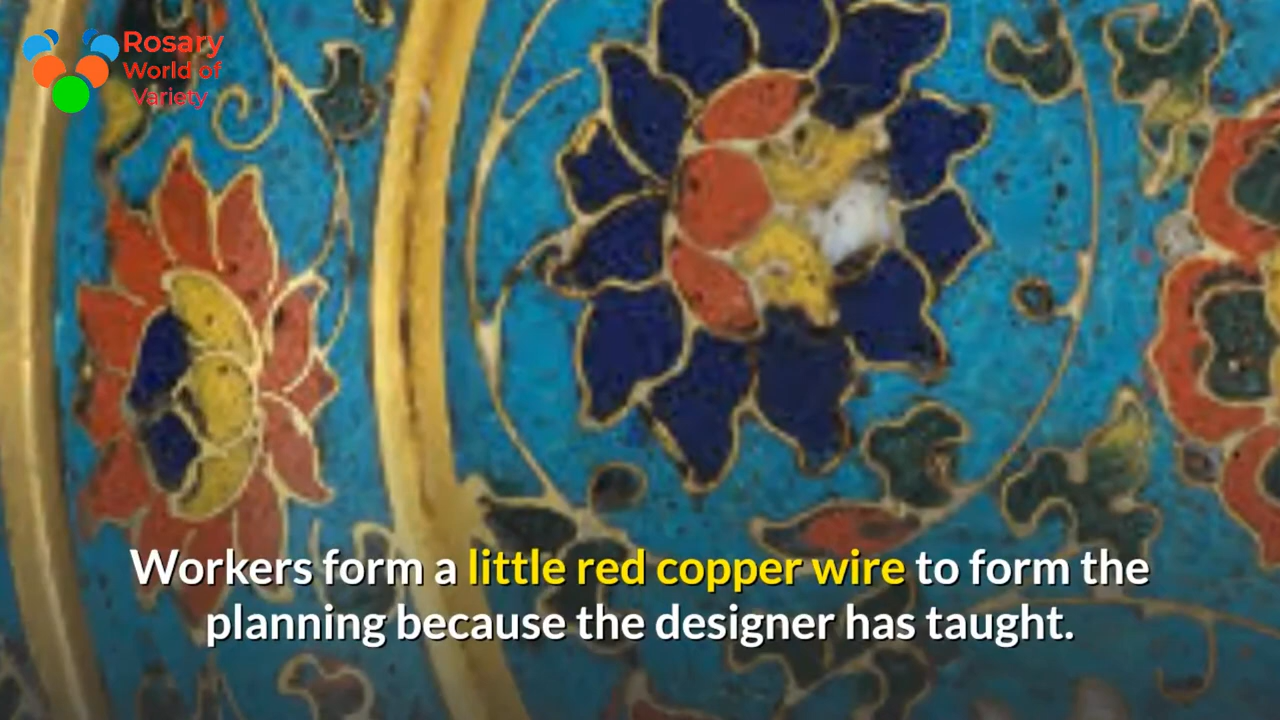 Rosary
World of
Variety
Workers form a little red copper wire to form the
planning because the designer has taught.